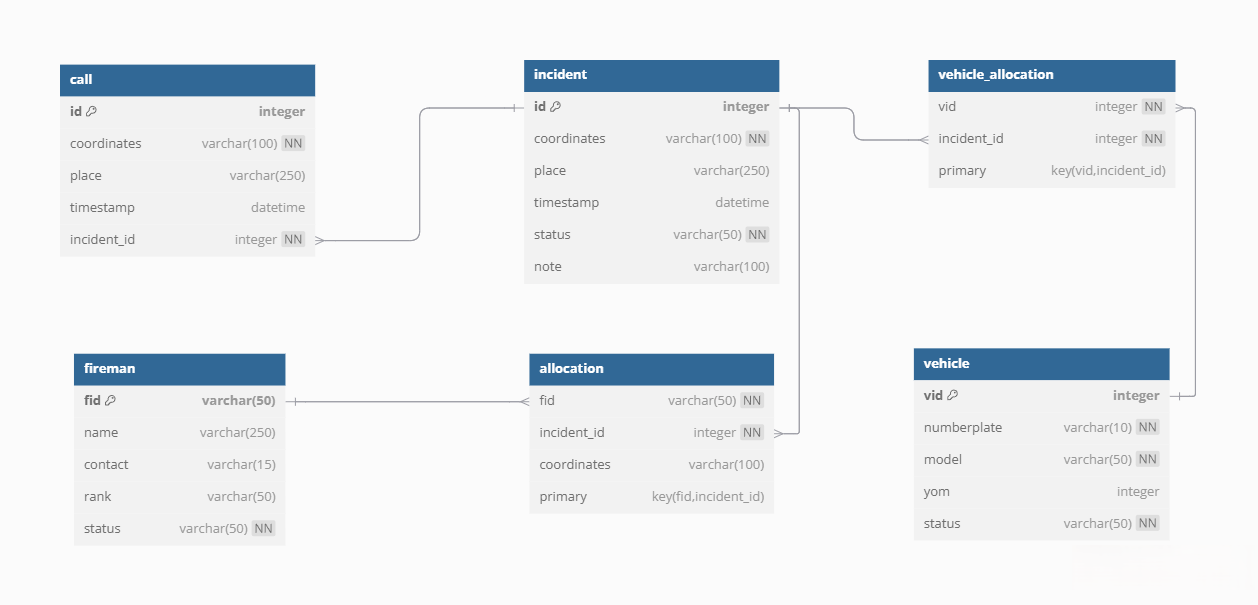 call
id integer
coordinates varchar(100) NN
place varchar(250)
timestamp datetime
incident_id integer NN
incident
id integer
coordinates varchar(100) NN
place varchar(250)
timestamp datetime
status varchar(50) NN
note varchar(100)
vehicle_allocation
vid integer NN
incident_id integer NN
primary key(vid,incident_id)
fireman
fid varchar(50)
name varchar(250)
contact varchar(15)
rank varchar(50)
status varchar(50) NN
allocation
fid varchar(50) NN
incident_id integer NN
coordinates varchar(100)
primary key(fid,incident_id)
vehicle
vid integer
numberplate varchar(10) NN
model varchar(50) NN
yom integer
status varchar(50) NN